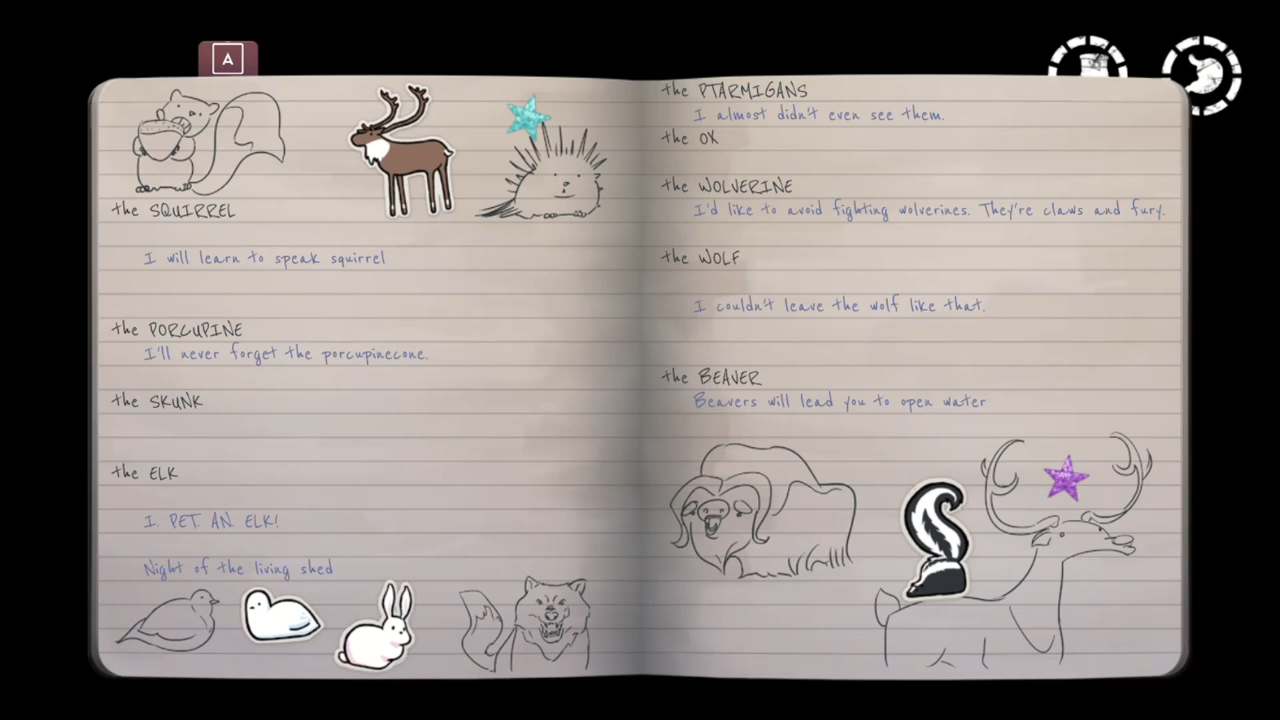 A
the SQUIRREL
I will learn to speak squirrel
the PORCUPINE
I'll never forget the porcupinecone.
the SKUNK
the ELK
I. PET. AN. ELK!
Night of the living shed
the PTARMIGANS
I almost didn't even see them.
the OX
the WOLVERINE
I'd like to avoid fighting wolverines. They're claws and fury.
the WOLF
I couldn't leave the wolf like that.
the BEAVER
Beavers will lead you to open water